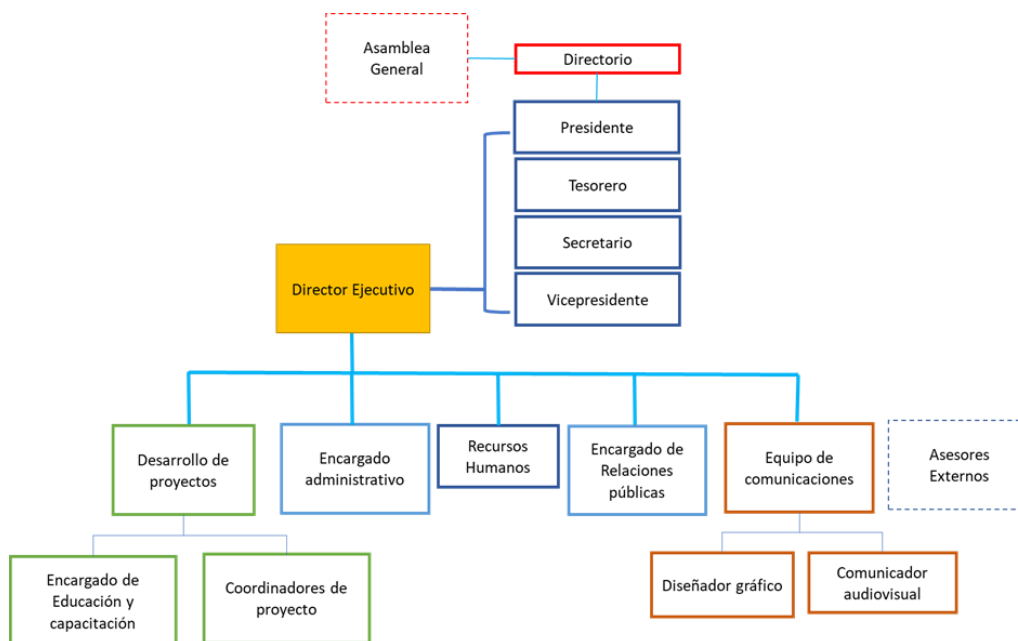 Asamblea
General
Directorio
Presidente
Tesorero
Secretario
Director Ejecutivo
Vicepresidente
Desarrollo de
proyectos
Encargado
administrativo
Recursos
Humanos
Encargado de
Relaciones
públicas
Equipo de
comunicaciones
Asesores
Externos
Encargado de
Educación y
capacitación
Coordinadores de
proyecto
Diseñador gráfico
Comunicador
audiovisual